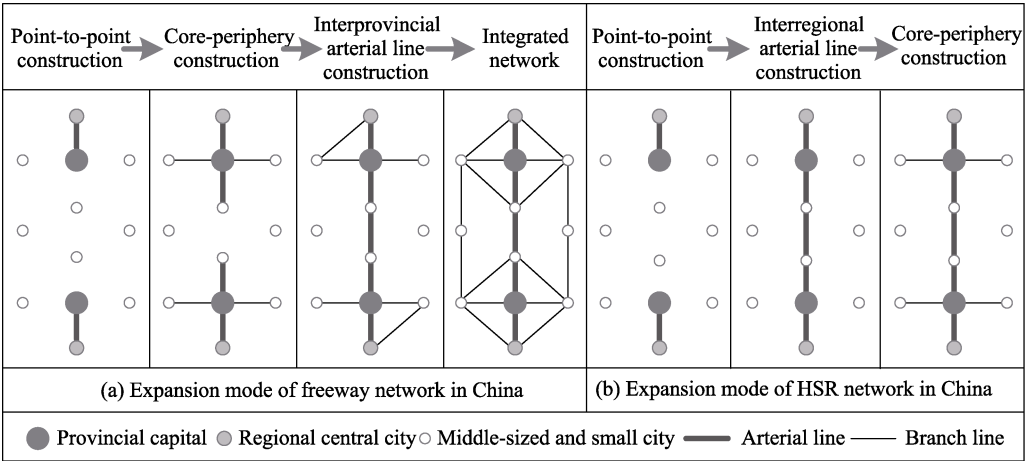 Point-to-point
construction
Core-periphery
construction
Interprovincial
arterial line
construction
Integrated
network
Point-to-point
construction
Interregional
arterial line
construction
Core-periphery
construction
(a) Expansion mode of freeway network in China
(b) Expansion mode of HSR network in China
Provincial capital
Regional central city
Middle-sized and small city
Arterial line
Branch line